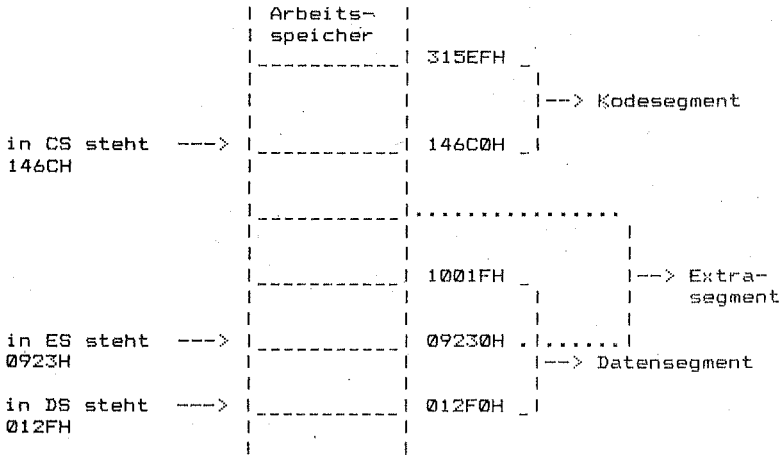 Arbeits-
speicher
315EFH
---> Kodesegment
in CS steht ---> 146C0H
146CH
1001FH ---> Extra-
segment
in ES steht ---> 09230H
0923H
---> Datensegment
in DS steht ---> 012F0H
012FH